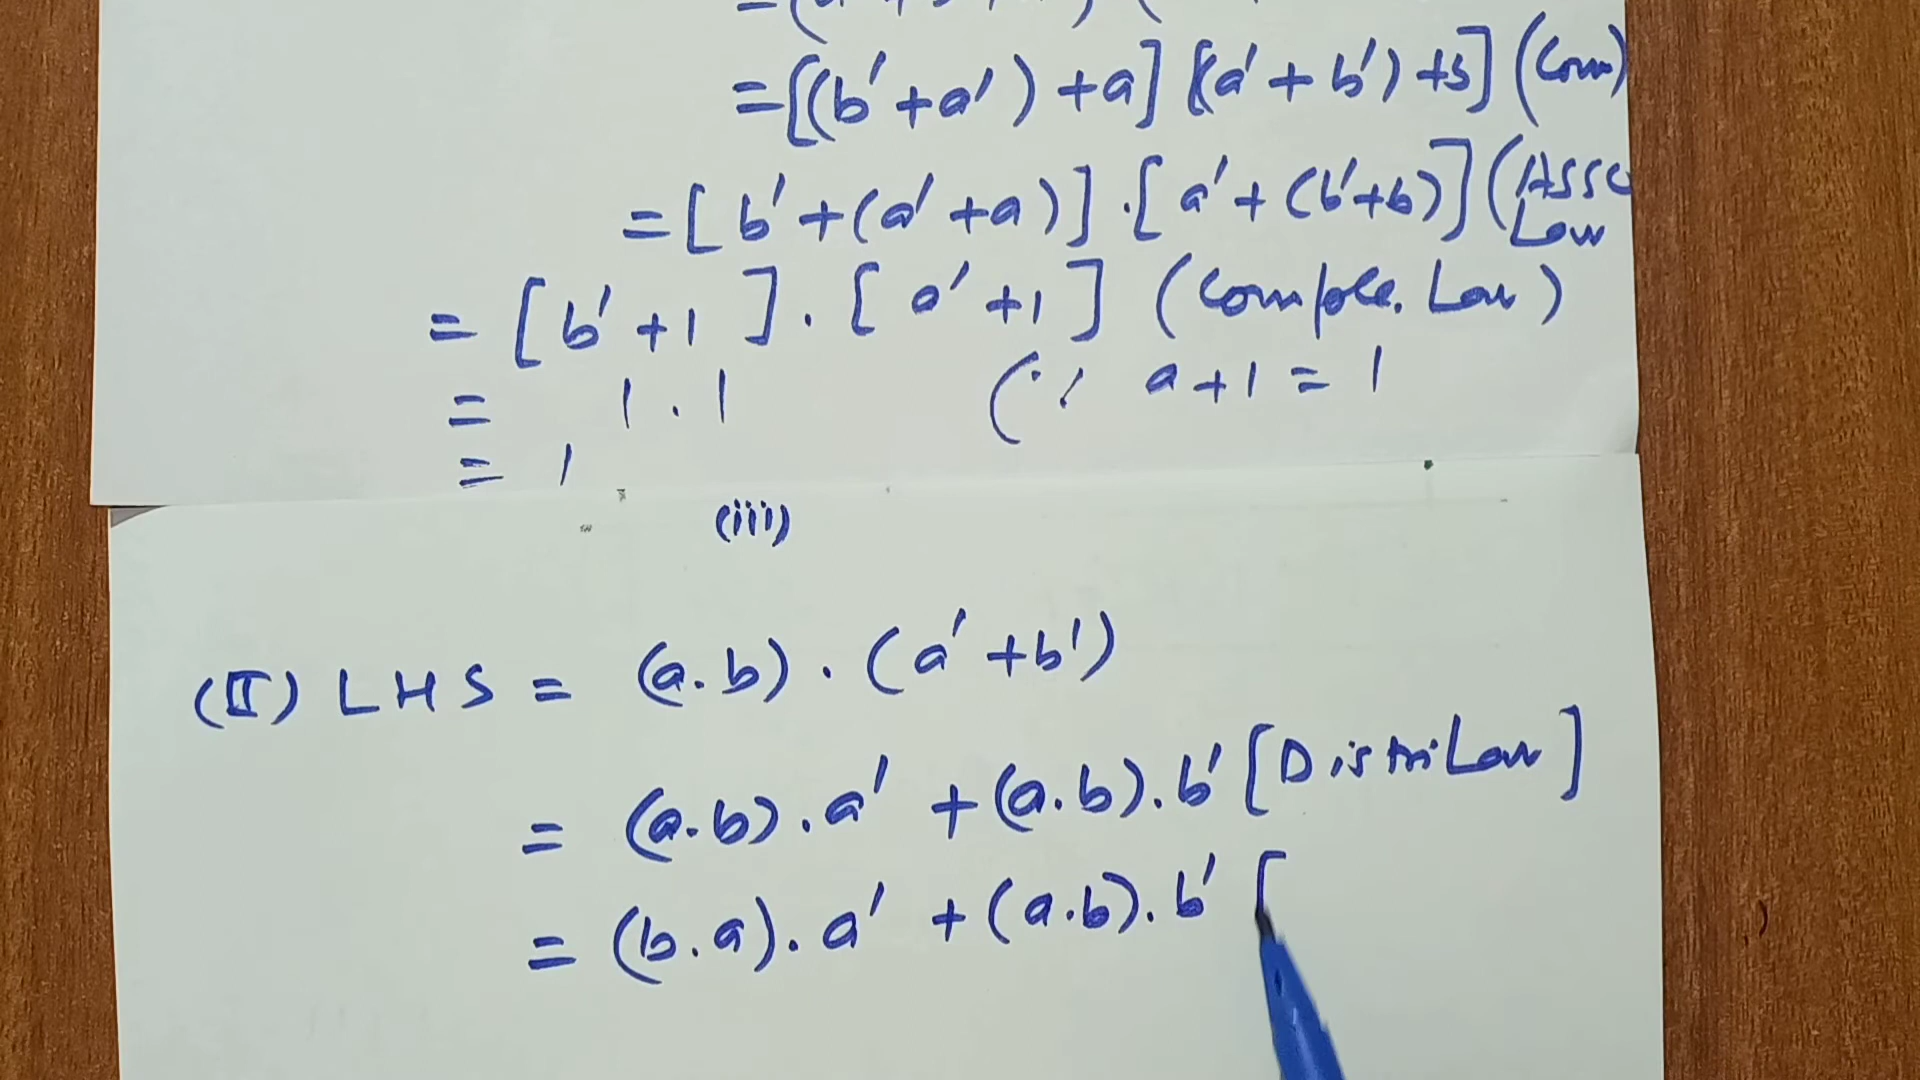 =[(b'+a')+a] [(a'+b')+b] (Com)
=[b'+(a'+a)].[a'+(b'+b)] (Asso
Law
= [b'+1].[a'+1] (Comple. Law)
= 1.1 (∵ a+1=1
= 1
(iii)
(II) LHS = (a.b).(a'+b')
= (a.b).a' +(a.b).b' [Distri Law]
= (b.a).a' +(a.b).b' [